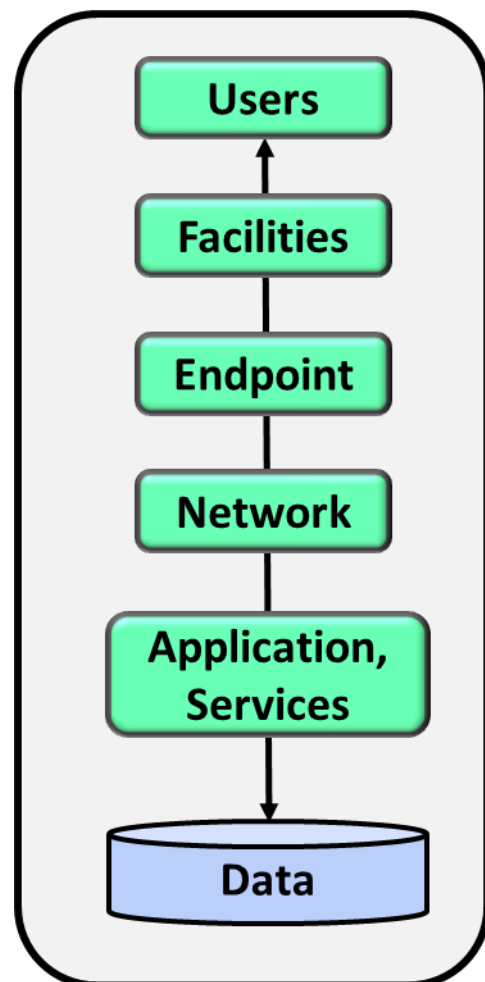 Users
Facilities
Endpoint
Network
Application,
Services
Data